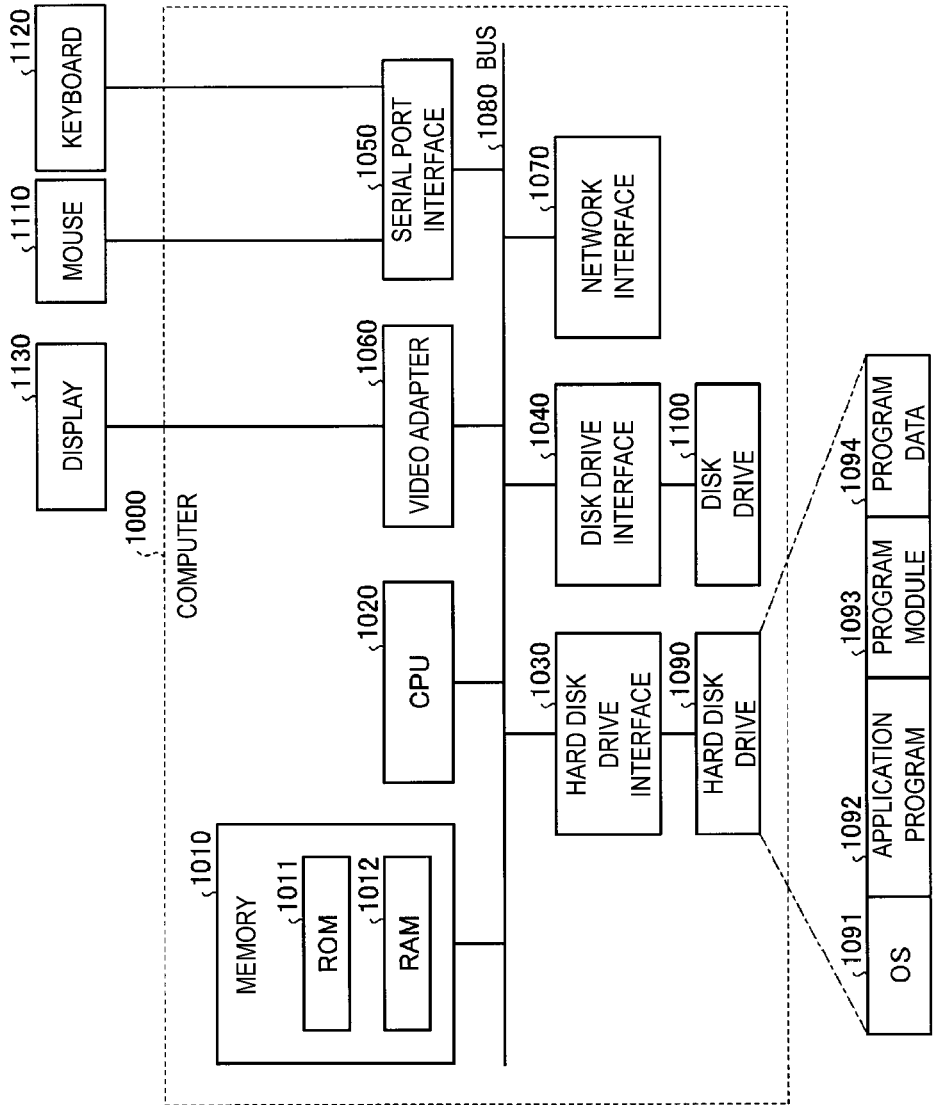 1000
COMPUTER
1010
MEMORY
1011
ROM
1012
RAM
1020
CPU
1130
DISPLAY
1060
VIDEO ADAPTER
1110
MOUSE
1120
KEYBOARD
1050
SERIAL PORT
INTERFACE
1080 BUS
1030
HARD DISK
DRIVE
INTERFACE
1090
HARD DISK
DRIVE
1040
DISK DRIVE
INTERFACE
1100
DISK
DRIVE
1070
NETWORK
INTERFACE
1091
OS
1092
APPLICATION
PROGRAM
1093
PROGRAM
MODULE
1094
PROGRAM
DATA